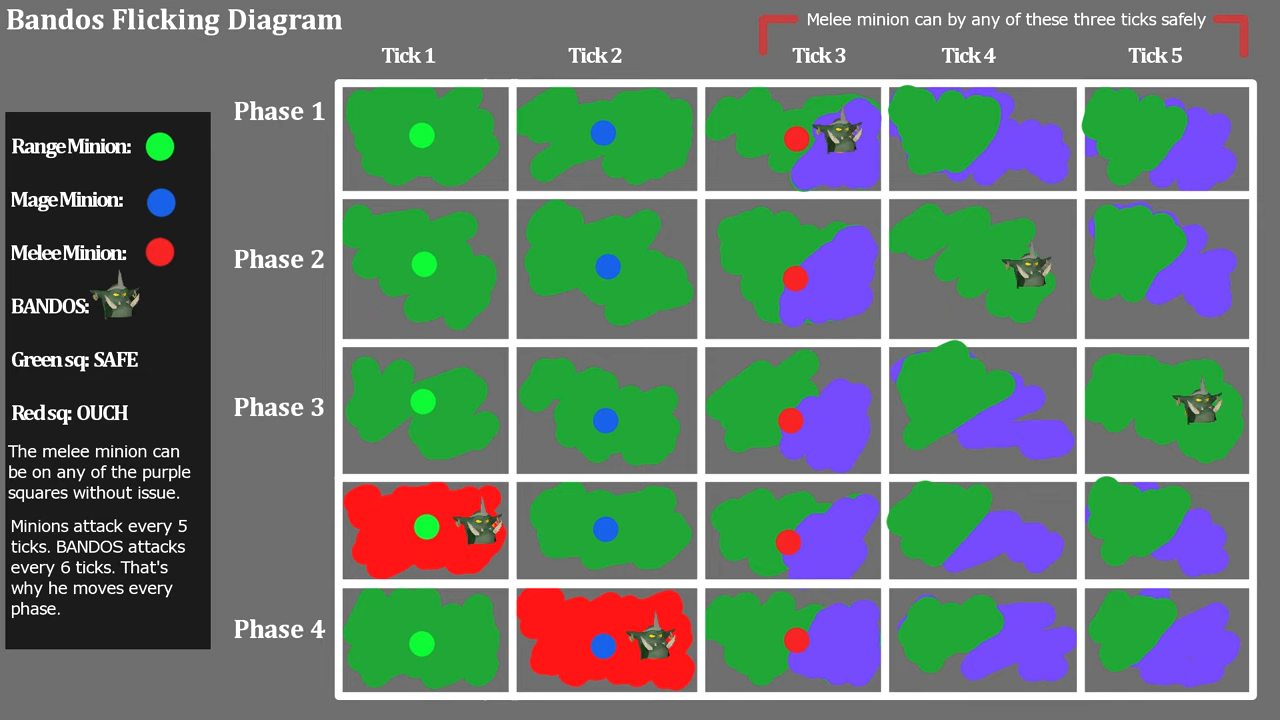 Bandos Flicking Diagram
Melee minion can by any of these three ticks safely
Tick 1
Tick 2
Tick 3
Tick 4
Tick 5
Phase 1
Range Minion:
Mage Minion:
Melee Minion:
BANDOS:
Green sq: SAFE
Red sq: OUCH
The melee minion can
be on any of the purple
squares without issue.
Minions attack every 5
ticks. BANDOS attacks
every 6 ticks. That's
why he moves every
phase.
Phase 2
Phase 3
Phase 4